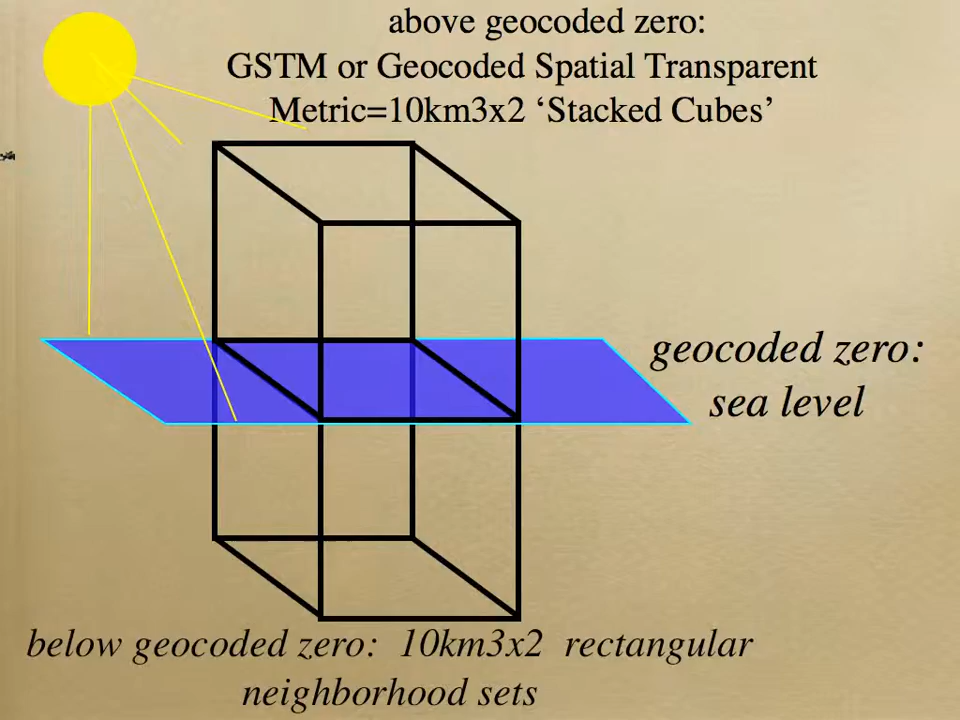 above geocoded zero:
GSTM or Geocoded Spatial Transparent
Metric=10km3x2 ‘Stacked Cubes’
geocoded zero:
sea level
below geocoded zero:  10km3x2  rectangular
neighborhood sets